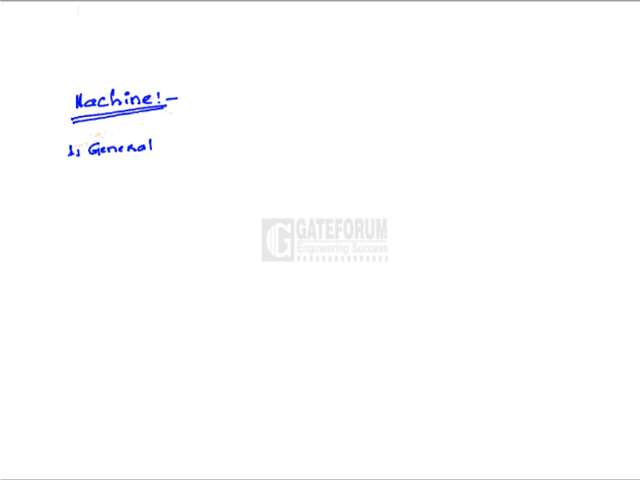 Machine:-
1, General
GATEFORUM
Engineering Success